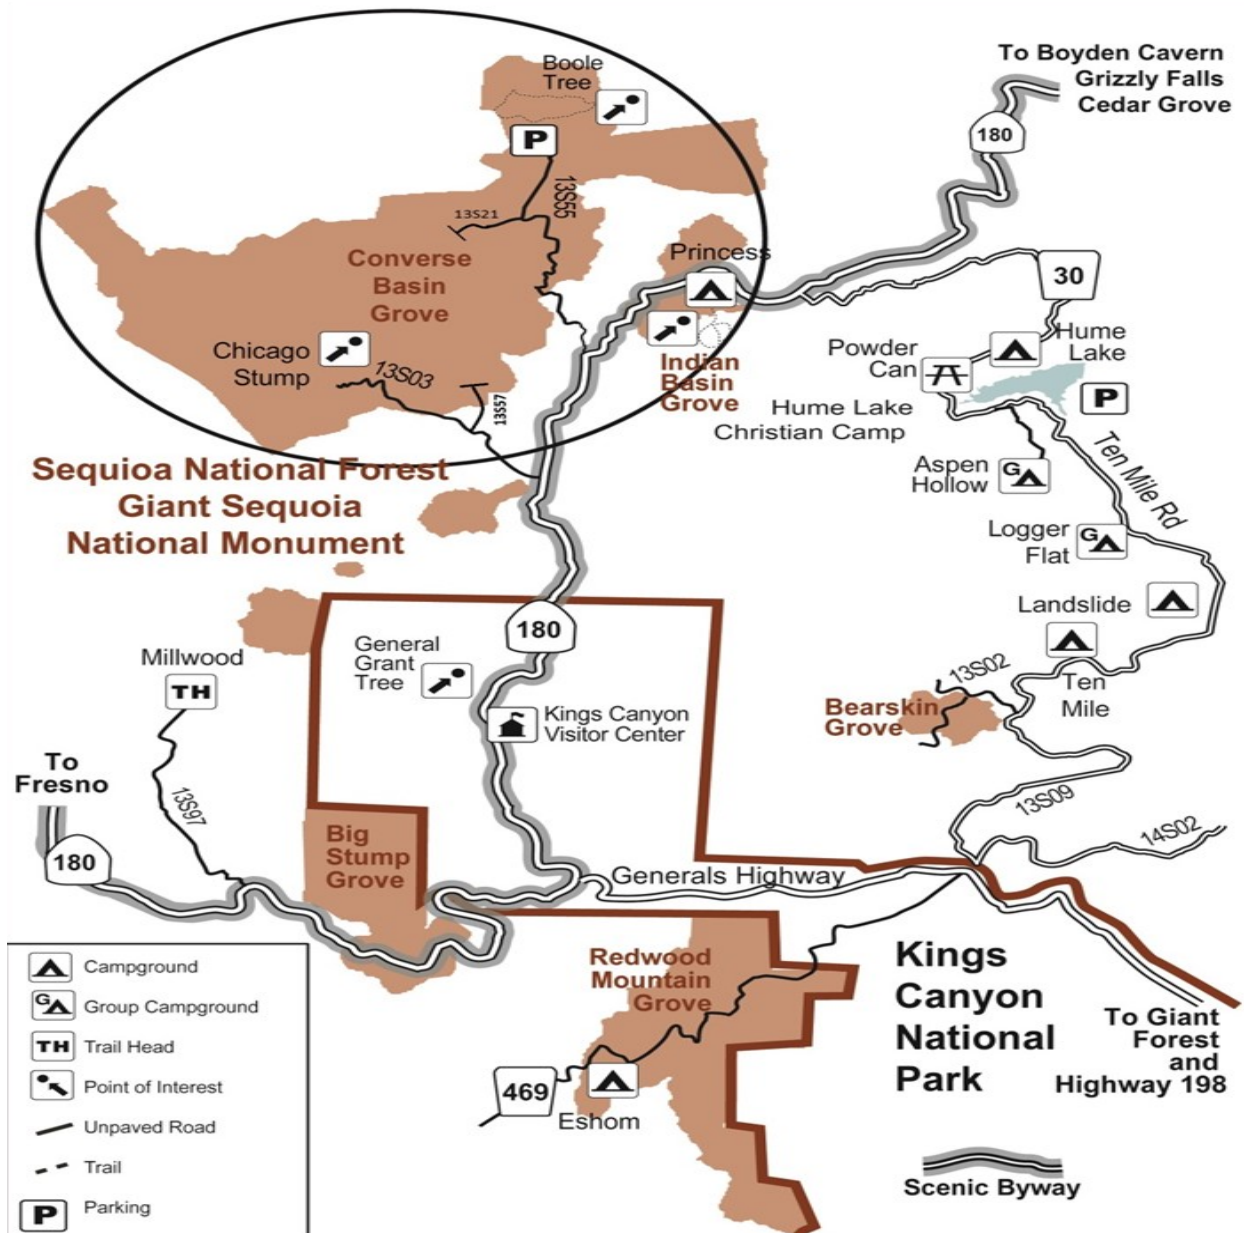 Boole
Tree
To Boyden Cavern
Grizzly Falls
Cedar Grove
180
P
13S55
13S21
Princess
Converse
Basin
Grove
30
Chicago
Stump
13S03
13S57
Indian
Basin
Grove
Powder
Can
Hume
Lake
P
Hume Lake
Christian Camp
Ten Mile Rd
Aspen
Hollow
G
Sequioa National Forest
Giant Sequoia
National Monument
Logger
Flat
G
Landslide
180
General
Grant
Tree
Millwood
TH
Kings Canyon
Visitor Center
13S02
Ten
Mile
Bearskin
Grove
To
Fresno
180
13S97
13S09
14S02
Big
Stump
Grove
Generals Highway
Redwood
Mountain
Grove
Kings
Canyon
National
Park
To Giant
Forest
and
Highway 198
469
Eshom
Scenic Byway
Campground
G
Group Campground
TH
Trail Head
Point of Interest
Unpaved Road
Trail
P
Parking